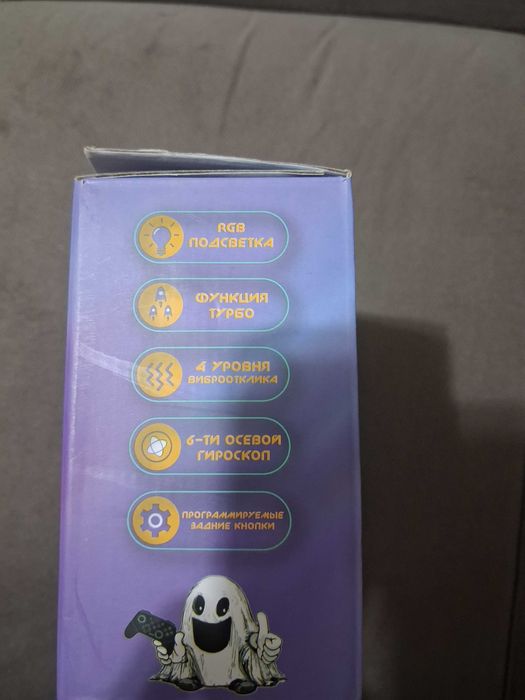 RGB
ПОДСВЕТКА
ФУНКЦИЯ
ТУРБО
4 УРОВНЯ
ВИБРООТКЛИКА
6-ТИ ОСЕВОЙ
ГИРОСКОП
ПРОГРАММИРУЕМЫЕ
ЗАДНИЕ КНОПКИ